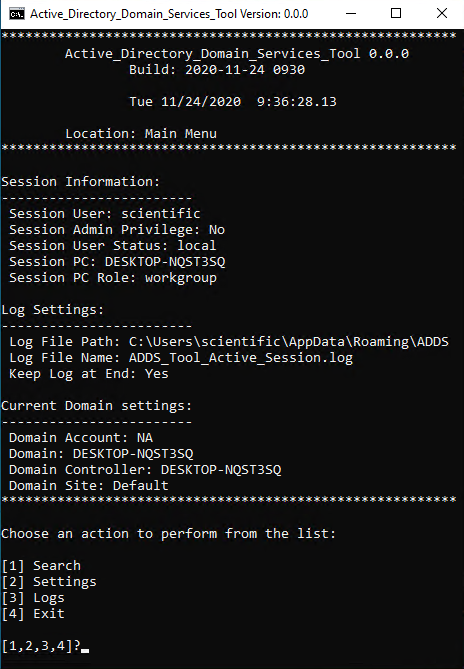 Active_Directory_Domain_Services_Tool Version: 0.0.0
*********************************************************
Active_Directory_Domain_Services_Tool 0.0.0
Build: 2020-11-24 0930
Tue 11/24/2020  9:36:28.13
Location: Main Menu
*********************************************************
Session Information:
------------------------
Session User: scientific
Session Admin Privilege: No
Session User Status: local
Session PC: DESKTOP-NQST3SQ
Session PC Role: workgroup
Log Settings:
------------------------
Log File Path: C:\Users\scientific\AppData\Roaming\ADDS
Log File Name: ADDS_Tool_Active_Session.log
Keep Log at End: Yes
Current Domain settings:
------------------------
Domain Account: NA
Domain: DESKTOP-NQST3SQ
Domain Controller: DESKTOP-NQST3SQ
Domain Site: Default
*********************************************************
Choose an action to perform from the list:
[1] Search
[2] Settings
[3] Logs
[4] Exit
[1,2,3,4]?